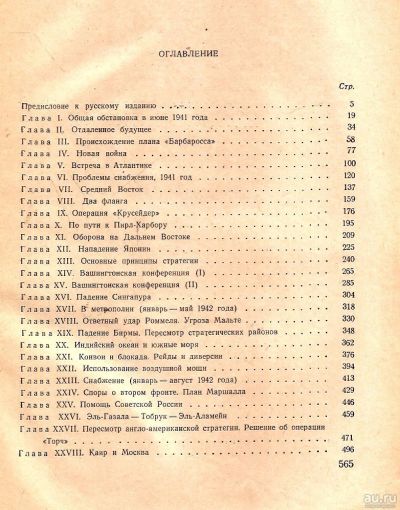 ОГЛАВЛЕНИЕ
Стр.
Предисловие к русскому изданию 5
Глава I. Общая обстановка в июне 1941 года 19
Глава II. Отдаленное будущее 34
Глава III. Происхождение плана «Барбаросса» 58
Глава IV. Новая война 77
Глава V. Встреча в Атлантике 100
Глава VI. Проблемы снабжения, 1941 год 120
Глава VII. Средний Восток 137
Глава VIII. Два фланга 159
Глава IX. Операция «Крусейдер» 176
Глава X. По пути к Пирл-Харбору 195
Глава XI. Оборона на Дальнем Востоке 209
Глава XII. Нападение Японии 225
Глава XIII. Основные принципы стратегии 240
Глава XIV. Вашингтонская конференция (I) 265
Глава XV. Вашингтонская конференция (II) 285
Глава XVI. Падение Сингапура 304
Глава XVII. В метрополии (январь — май 1942 года) 318
Глава XVIII. Ответный удар Роммеля. Угроза Мальте 330
Глава XIX. Падение Бирмы. Пересмотр стратегических районов 348
Глава XX. Индийский океан и южные моря 362
Глава XXI. Конвои и блокада. Рейды и диверсии 376
Глава XXII. Использование воздушной мощи 394
Глава XXIII. Снабжение (январь — август 1942 года) 413
Глава XXIV. Споры о втором фронте. План Маршалла 429
Глава XXV. Помощь Советской России 446
Глава XXVI. Эль-Газала — Тобрук — Эль-Аламейн 459
Глава XXVII. Пересмотр англо-американской стратегии. Решение об операции
«Торч» 471
Глава XXVIII. Каир и Москва 496
565
au.ru